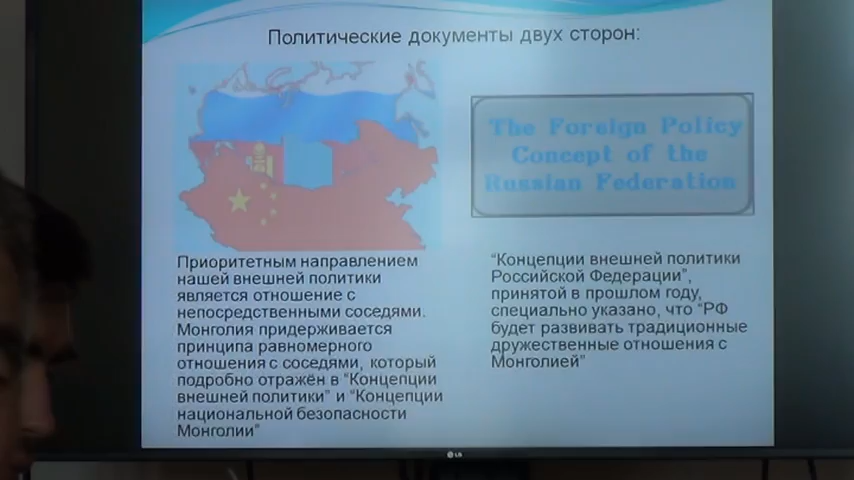 Политические документы двух сторон:
The Foreign Policy
Concept of the
Russian Federation
Приоритетным направлением
нашей внешней политики
является отношение с
непосредственными соседями.
Монголия придерживается
принципа равномерного
отношения с соседями, который
подробно отражён в “Концепции
внешней политики” и “Концепции
национальной безопасности
Монголии”
“Концепции внешней политики
Российской Федерации”,
принятой в прошлом году,
специально указано, что “РФ
будет развивать традиционные
дружественные отношения с
Монголией”
LG